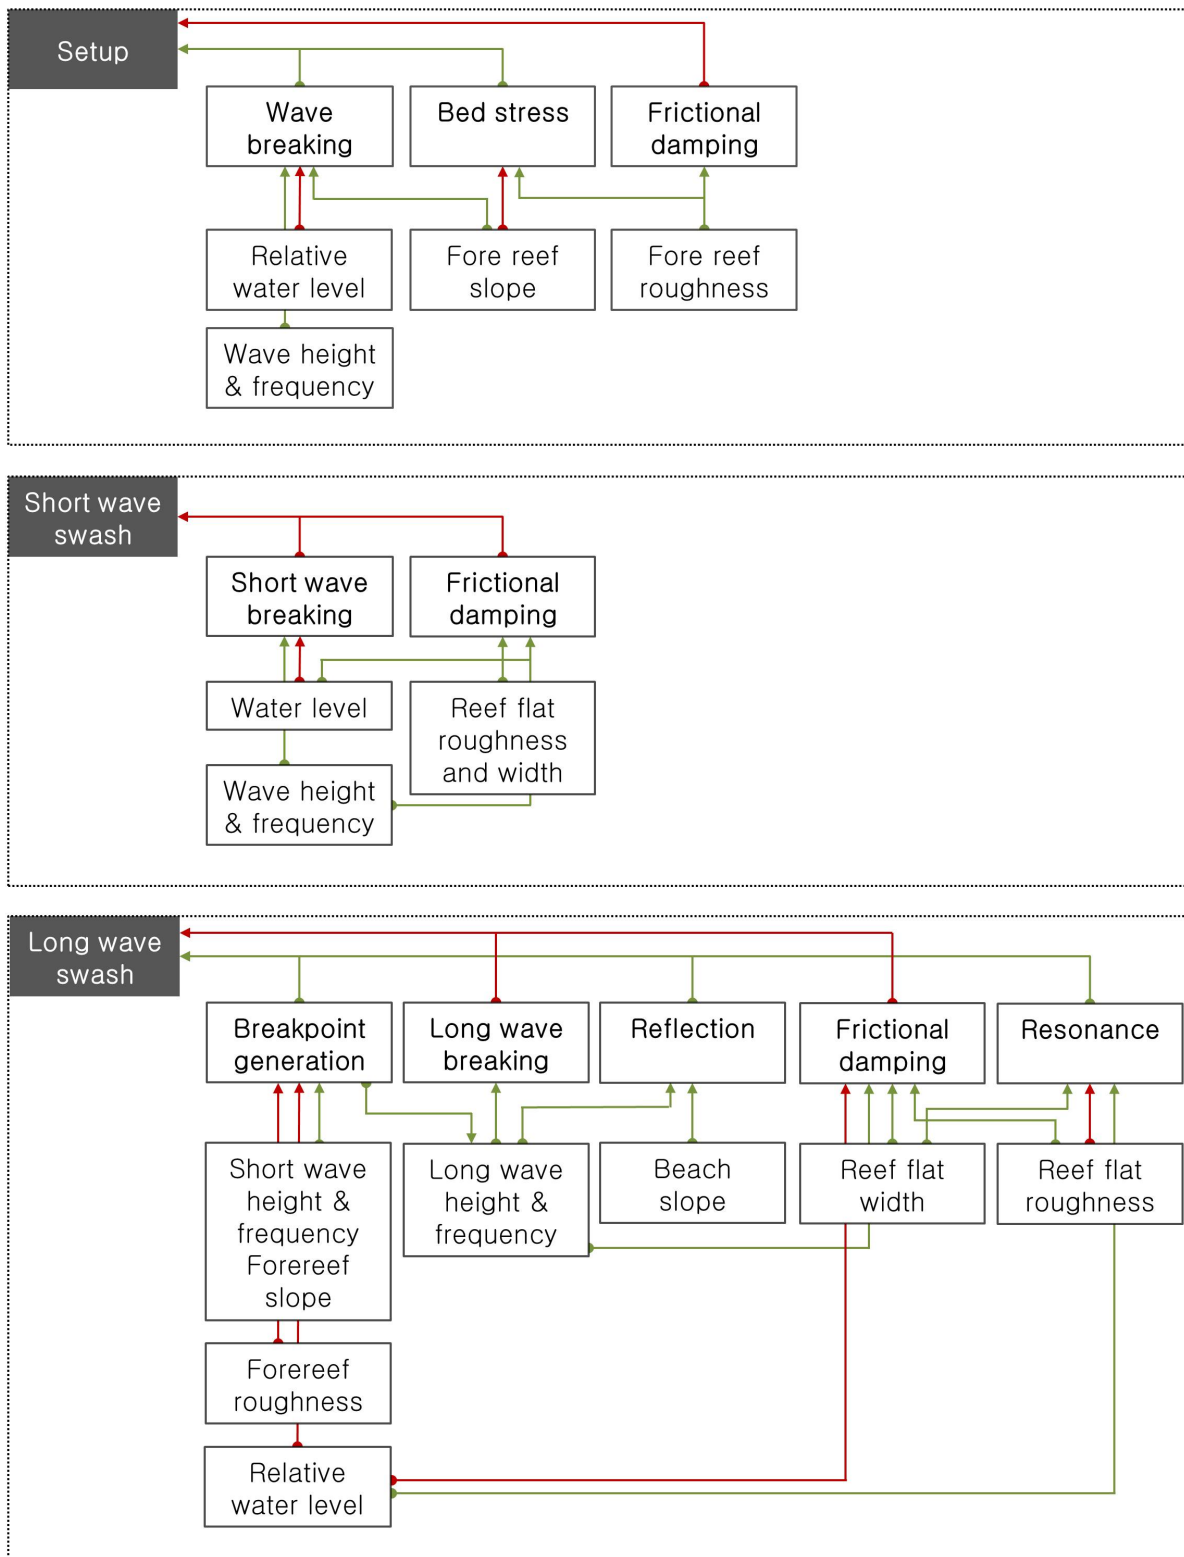 Setup
Wave
breaking
Bed stress
Frictional
damping
Relative
water level
Fore reef
slope
Fore reef
roughness
Wave height
& frequency
Short wave
swash
Short wave
breaking
Frictional
damping
Water level
Reef flat
roughness
and width
Wave height
& frequency
Long wave
swash
Breakpoint
generation
Long wave
breaking
Reflection
Frictional
damping
Resonance
Short wave
height &
frequency
Forereef
slope
Long wave
height &
frequency
Beach
slope
Reef flat
width
Reef flat
roughness
Forereef
roughness
Relative
water level